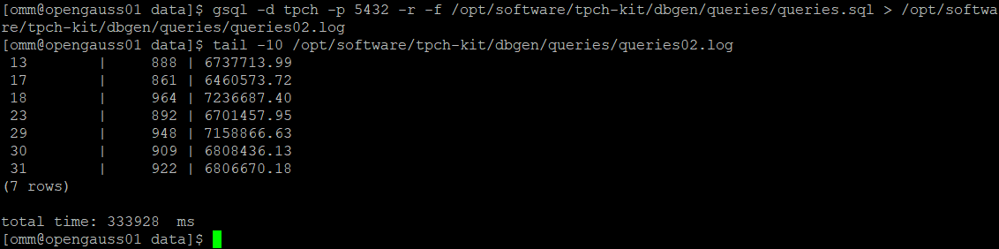 [omm@opengauss01 data]$ gsql -d tpch -p 5432 -r -f /opt/software/tpch-kit/dbgen/queries/queries.sql > /opt/softwa
re/tpch-kit/dbgen/queries/queries02.log
[omm@opengauss01 data]$ tail -10 /opt/software/tpch-kit/dbgen/queries/queries02.log
 13         |     888 | 6737713.99
 17         |     861 | 6460573.72
 18         |     964 | 7236687.40
 23         |     892 | 6701457.95
 29         |     948 | 7158866.63
 30         |     909 | 6808436.13
 31         |     922 | 6806670.18
(7 rows)

total time: 333928  ms
[omm@opengauss01 data]$